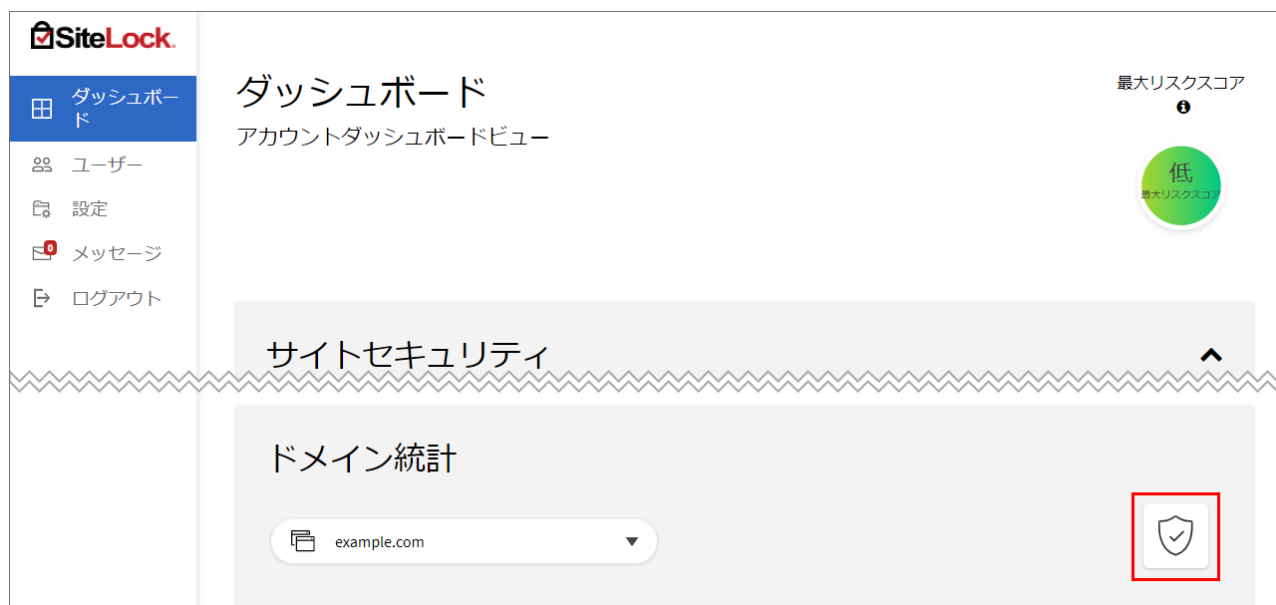 SiteLock.
ダッシュボー
ド
ユーザー
設定
0
メッセージ
ログアウト
ダッシュボード
アカウントダッシュボードビュー
最大リスクスコア
低
最大リスクスコア
サイトセキュリティ
ドメイン統計
example.com